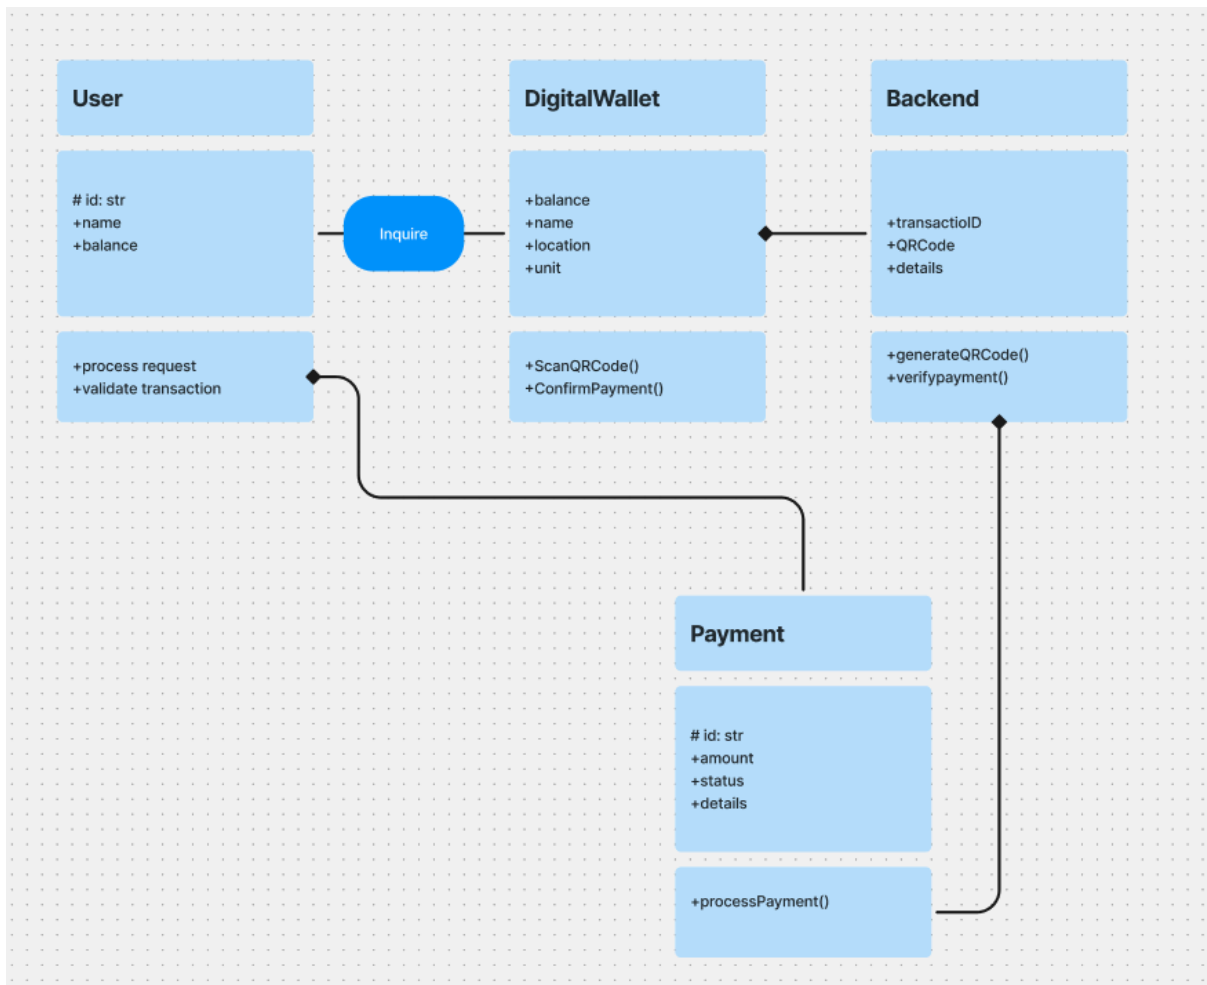 User
# id: str
+name
+balance
+process request
+validate transaction
Inquire
DigitalWallet
+balance
+name
+location
+unit
+ScanQRCode()
+ConfirmPayment()
Backend
+transactioID
+QRCode
+details
+generateQRCode()
+verifypayment()
Payment
# id: str
+amount
+status
+details
+processPayment()